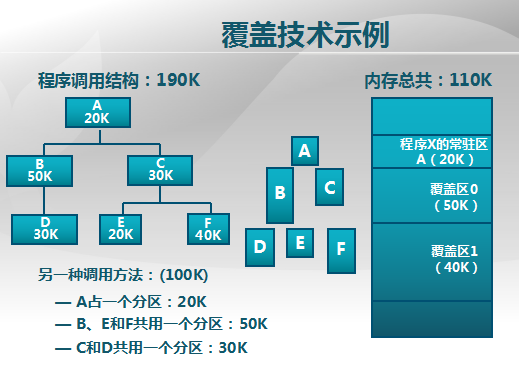 覆盖技术示例
程序调用结构：190K
内存总共：110K
A
20K
B
50K
C
30K
D
30K
E
20K
F
40K
A
B
C
D
E
F
程序X的常驻区
A（20K）
覆盖区0
（50K）
覆盖区1
（40K）
另一种调用方法：(100K)
— A占一个分区：20K
— B、E和F共用一个分区：50K
— C和D共用一个分区：30K